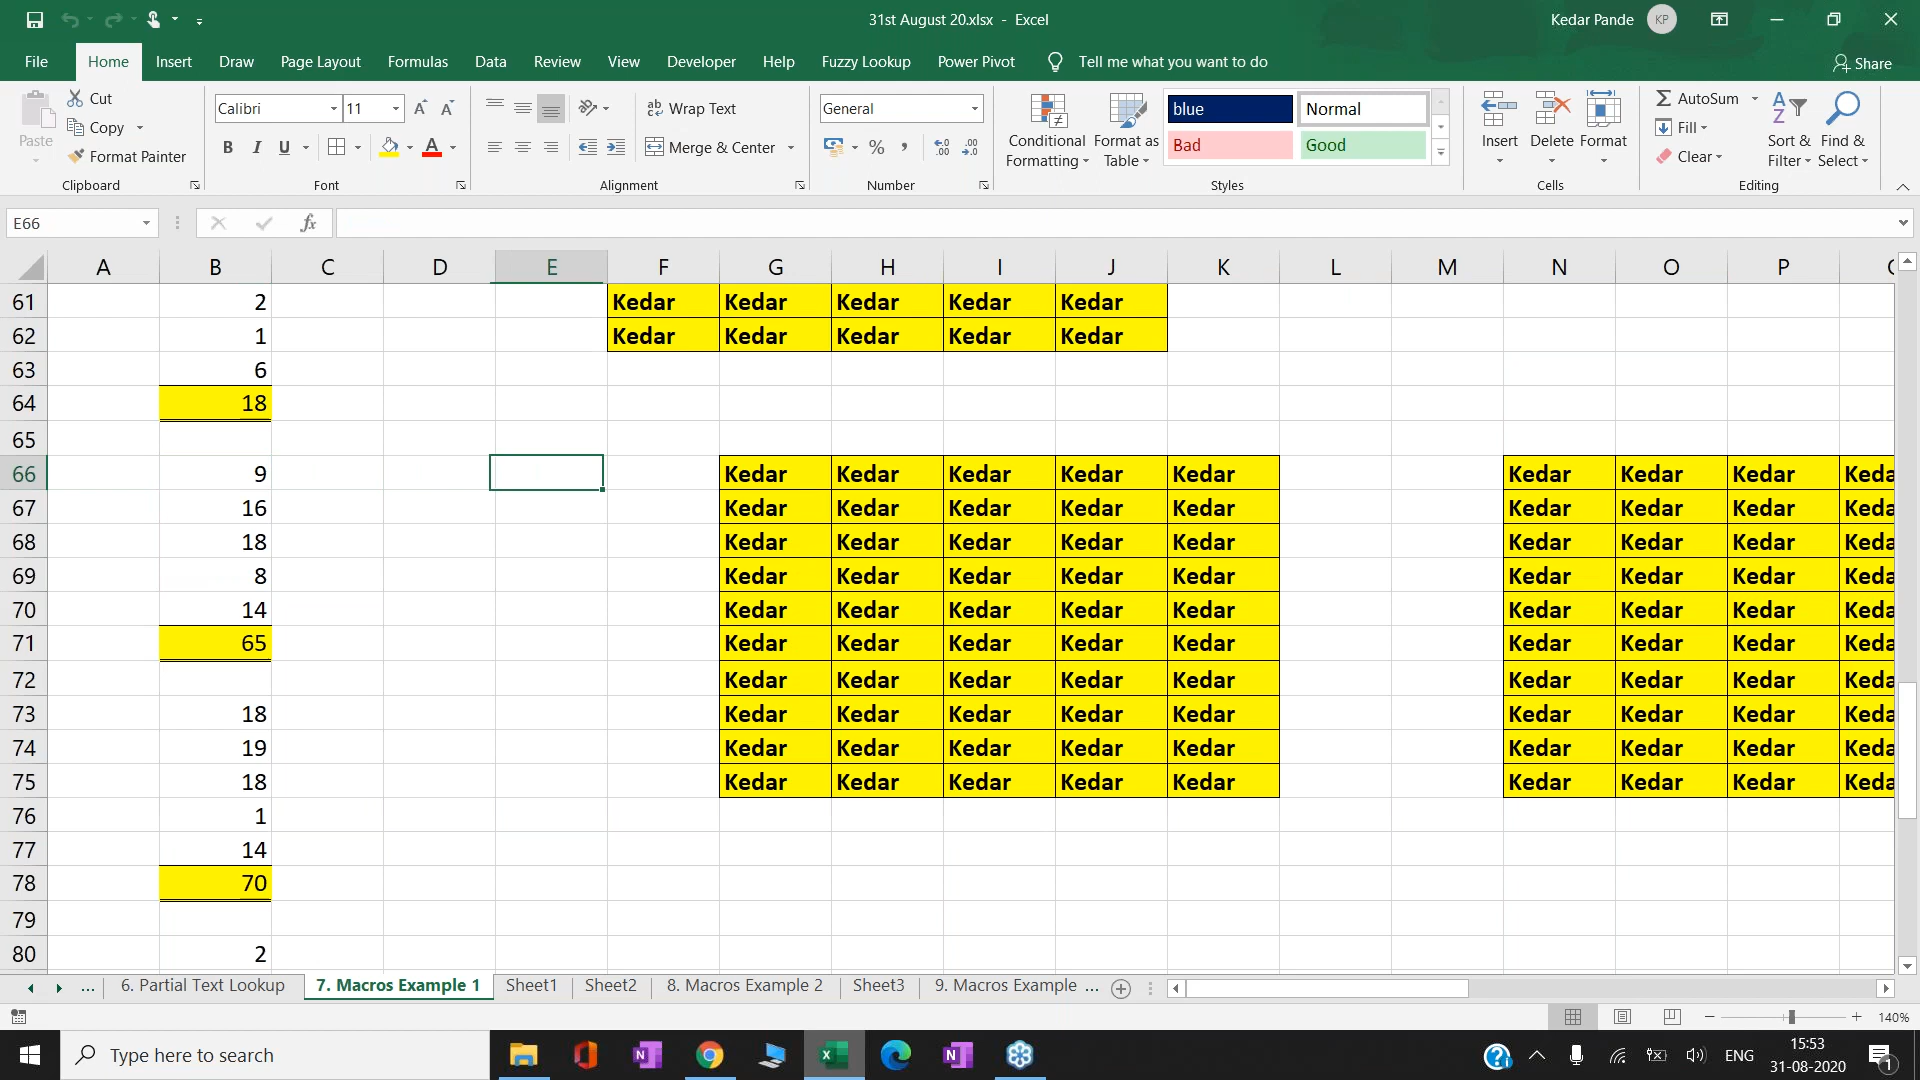 31st August 20.xlsx - Excel
Kedar Pande KP
File Home Insert Draw Page Layout Formulas Data Review View Developer Help Fuzzy Lookup Power Pivot Tell me what you want to do Share
Paste
Cut
Copy
Format Painter
Clipboard
Calibri 11
B I U
Font
Wrap Text
Merge & Center
Alignment
General
Number
Conditional Formatting
Format as Table
blue Normal
Bad Good
Styles
Insert Delete Format
Cells
AutoSum
Fill
Clear
Sort & Filter
Find & Select
Editing
E66 fx
A B C D E F G H I J K L M N O P
61 2 Kedar Kedar Kedar Kedar Kedar
62 1 Kedar Kedar Kedar Kedar Kedar
63 6
64 18
65
66 9 Kedar Kedar Kedar Kedar Kedar Kedar Kedar Kedar
67 16 Kedar Kedar Kedar Kedar Kedar Kedar Kedar Kedar
68 18 Kedar Kedar Kedar Kedar Kedar Kedar Kedar Kedar
69 8 Kedar Kedar Kedar Kedar Kedar Kedar Kedar Kedar
70 14 Kedar Kedar Kedar Kedar Kedar Kedar Kedar Kedar
71 65 Kedar Kedar Kedar Kedar Kedar Kedar Kedar Kedar
72 Kedar Kedar Kedar Kedar Kedar Kedar Kedar Kedar
73 18 Kedar Kedar Kedar Kedar Kedar Kedar Kedar Kedar
74 19 Kedar Kedar Kedar Kedar Kedar Kedar Kedar Kedar
75 18 Kedar Kedar Kedar Kedar Kedar Kedar Kedar Kedar
76 1
77 14
78 70
79
80 2
... 6. Partial Text Lookup 7. Macros Example 1 Sheet1 Sheet2 8. Macros Example 2 Sheet3 9. Macros Example ...
140%
Type here to search
ENG
15:53
31-08-2020
1